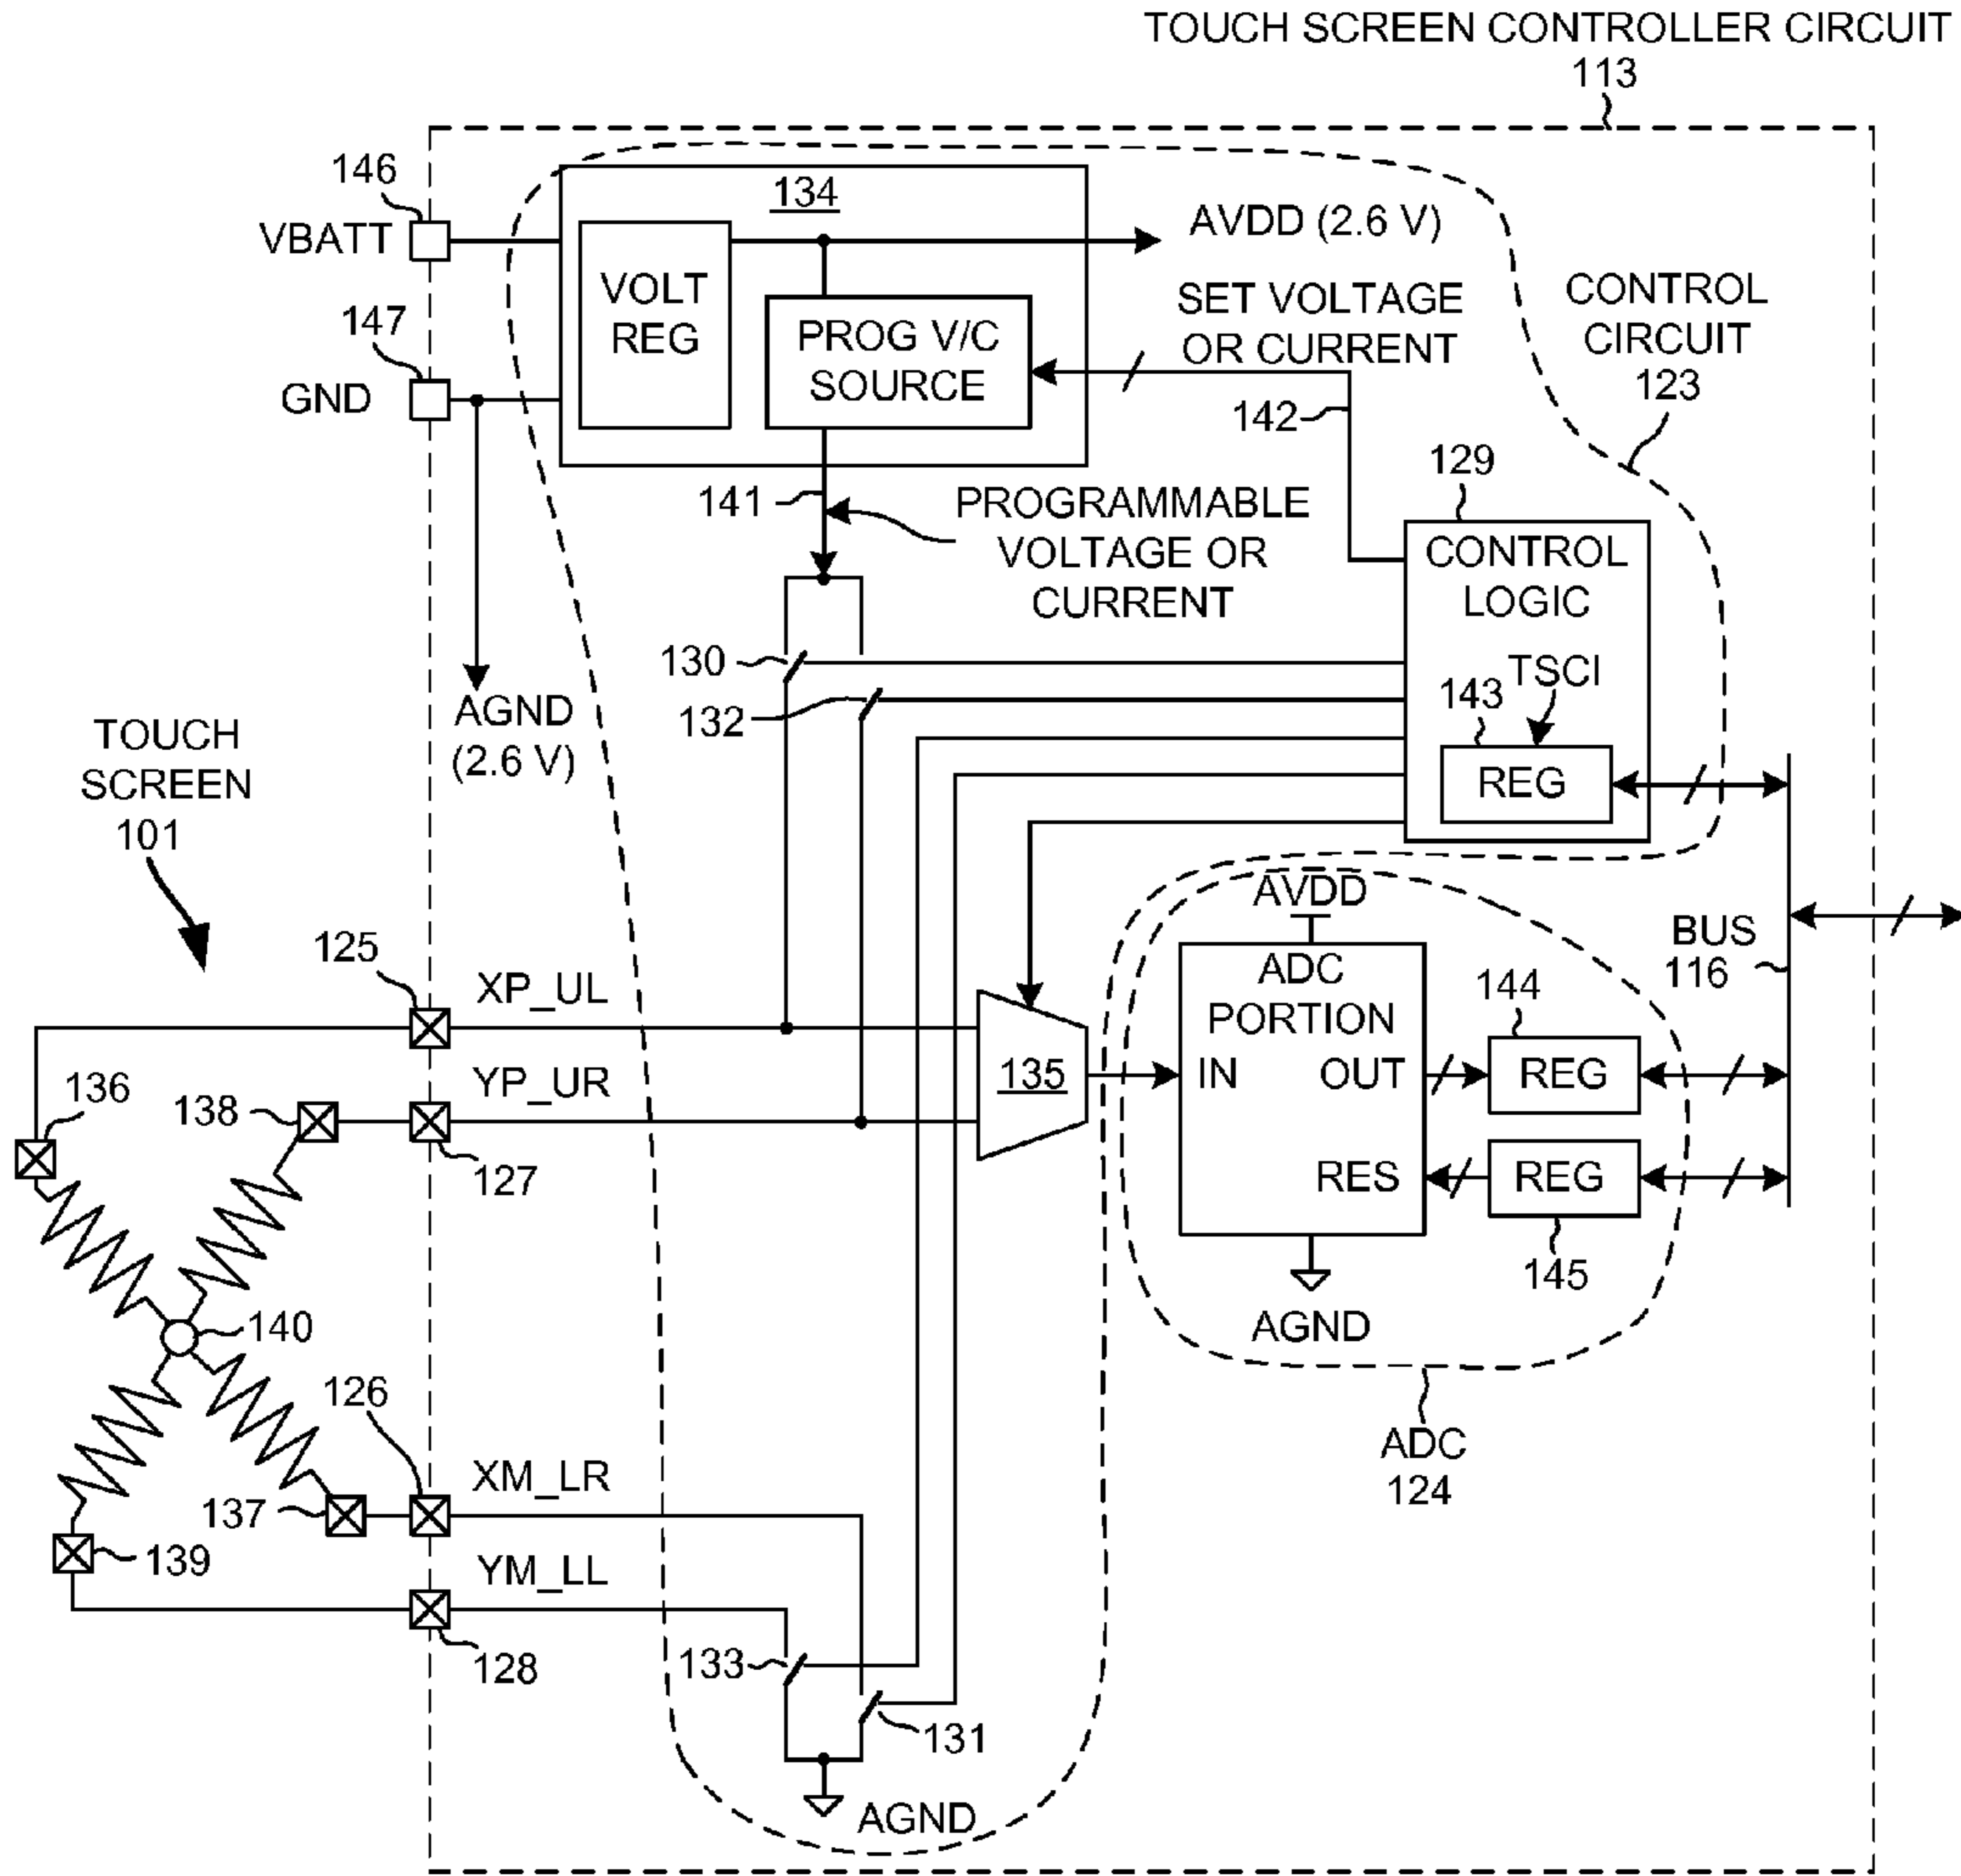 TOUCH SCREEN CONTROLLER CIRCUIT
113
146
VBATT
134
VOLT
REG
AVDD (2.6 V)
PROG V/C
SOURCE
SET VOLTAGE
OR CURRENT
CONTROL
CIRCUIT
123
147
GND
142
141
PROGRAMMABLE
VOLTAGE OR
CURRENT
129
CONTROL
LOGIC
TSCI
143
REG
130
132
AGND
(2.6 V)
TOUCH
SCREEN
101
BUS
116
AVDD
ADC
PORTION
IN
OUT
RES
144
REG
REG
145
AGND
ADC
124
125
XP_UL
135
YP_UR
127
136
138
140
126
XM_LR
137
139
YM_LL
128
133
131
AGND